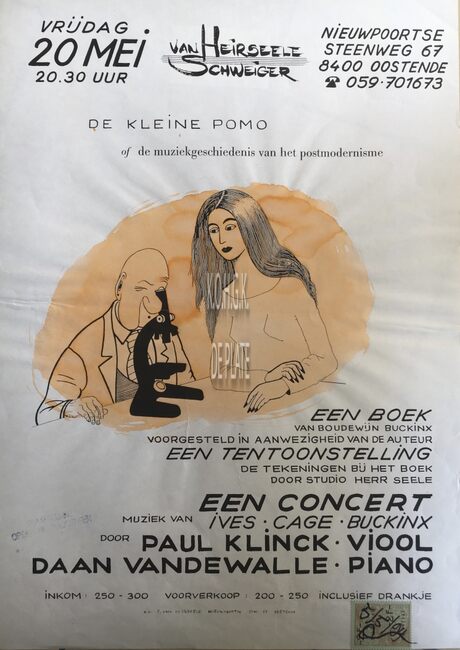 VRIJDAG
20 MEI
20.30 UUR
VAN HEIRSEELE
SCHWEIGER
NIEUWPOORTSE
STEENWEG 67
8400 OOSTENDE
☎ 059·701673
DE KLEINE POMO
of de muziekgeschiedenis van het postmodernisme
KONINK
DE PLATE
EEN BOEK
VAN BOUDEWIJN BUCKINX
VOORGESTELD IN AANWEZIGHEID VAN DE AUTEUR
EEN TENTOONSTELLING
DE TEKENINGEN BIJ HET BOEK
DOOR STUDIO HERR SEELE
EEN CONCERT
MUZIEK VAN IVES · CAGE · BUCKINX
DOOR PAUL KLINCK · VIOOL
DAAN VANDEWALLE · PIANO
INKOM : 250 - 300 VOORVERKOOP : 200 - 250 INCLUSIEF DRANKJE